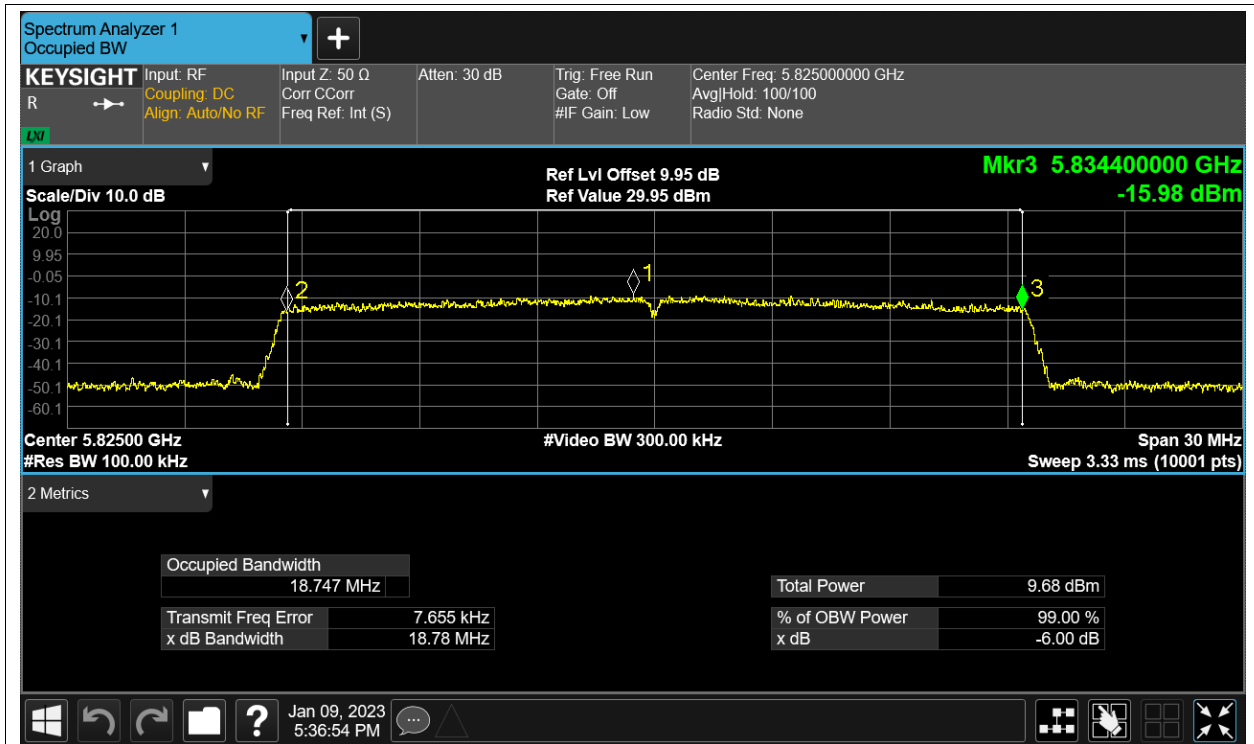 Spectrum Analyzer 1
Occupied BW
KEYSIGHT
R
LXI
Input: RF
Coupling: DC
Align: Auto/No RF
Input Z: 50 Ω
Corr CCorr
Freq Ref: Int (S)
Atten: 30 dB
Trig: Free Run
Gate: Off
#IF Gain: Low
Center Freq: 5.825000000 GHz
Avg|Hold: 100/100
Radio Std: None
1 Graph
Scale/Div 10.0 dB
Ref Lvl Offset 9.95 dB
Ref Value 29.95 dBm
Mkr3 5.834400000 GHz
-15.98 dBm
Log
20.0
9.95
-0.05
-10.1
-20.1
-30.1
-40.1
-50.1
-60.1
2
1
3
Center 5.82500 GHz
#Res BW 100.00 kHz
#Video BW 300.00 kHz
Span 30 MHz
Sweep 3.33 ms (10001 pts)
2 Metrics
Occupied Bandwidth
18.747 MHz
Transmit Freq Error 7.655 kHz
x dB Bandwidth 18.78 MHz
Total Power 9.68 dBm
% of OBW Power 99.00 %
x dB -6.00 dB
?
Jan 09, 2023
5:36:54 PM